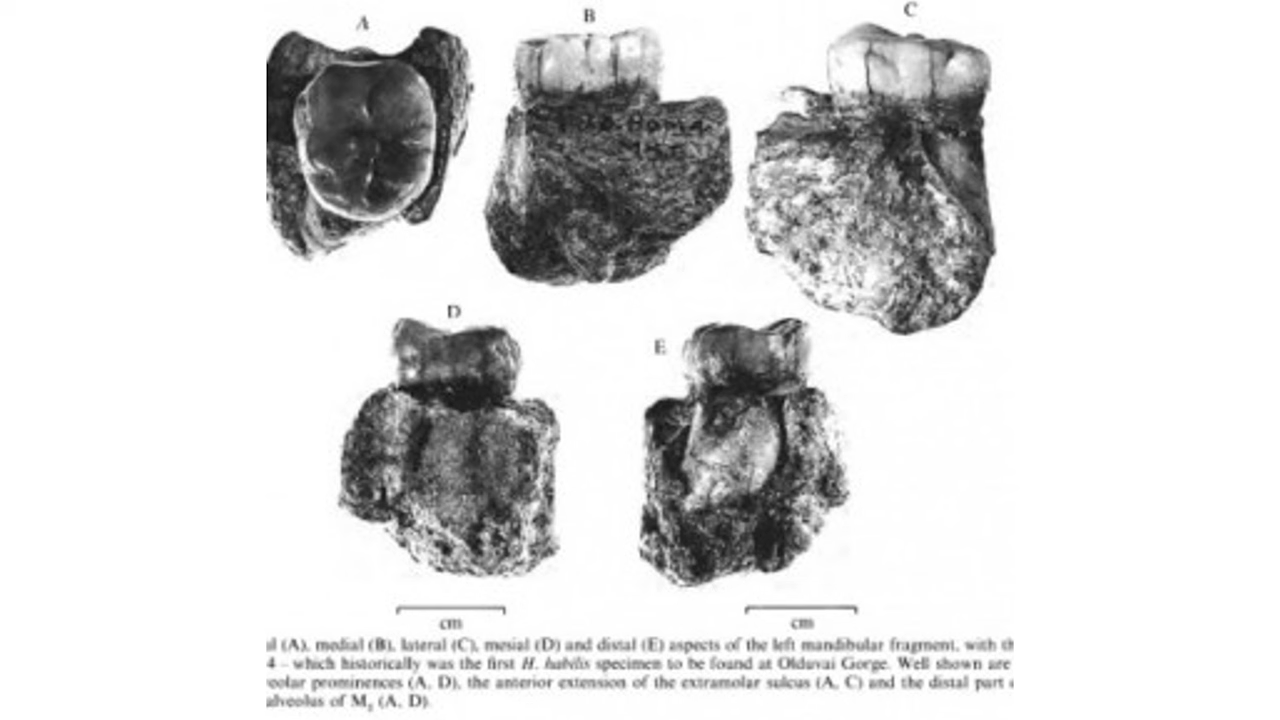 A
B
C
D
E
cm
cm
(A), medial (B), lateral (C), mesial (D) and distal (E) aspects of the left mandibular fragment, with
4 – which historically was the first H. habilis specimen to be found at Olduvai Gorge. Well shown are
prominences (A, D), the anterior extension of the extramolar sulcus (A, C) and the distal part
alveolus of M₂ (A, D).